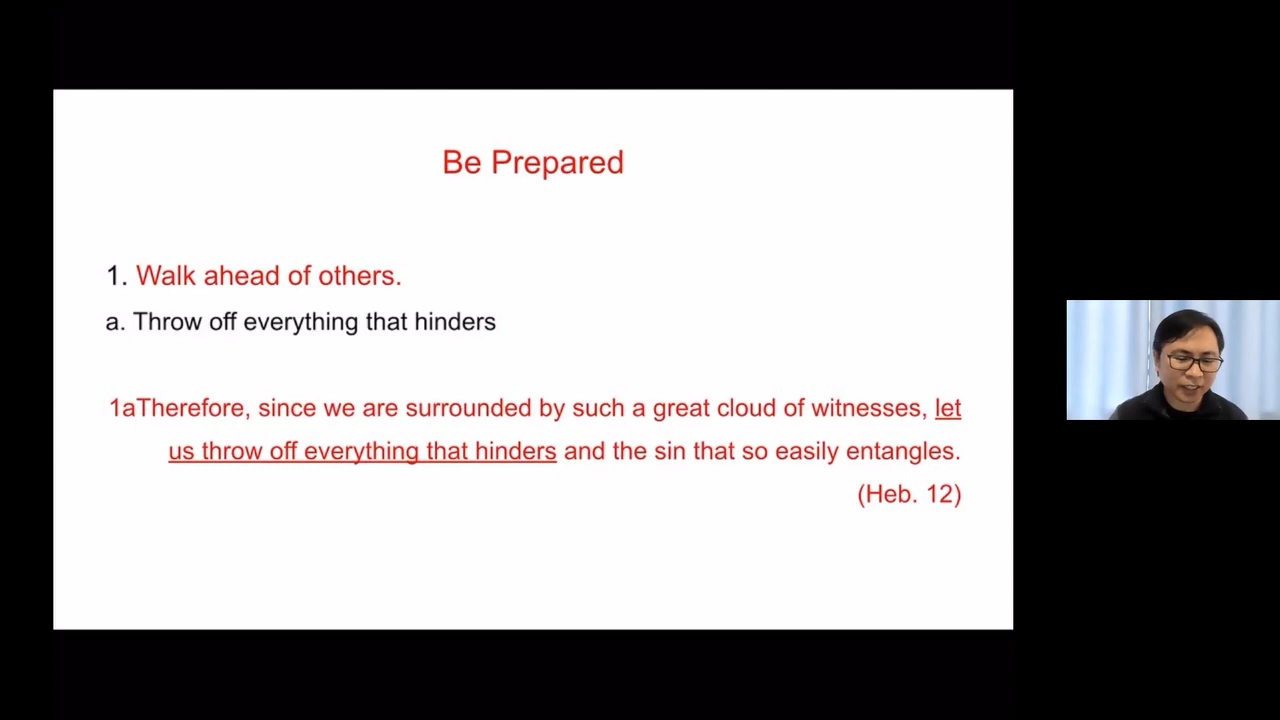 Be Prepared
1. Walk ahead of others.
a. Throw off everything that hinders
1aTherefore, since we are surrounded by such a great cloud of witnesses, let
us throw off everything that hinders and the sin that so easily entangles.
(Heb. 12)